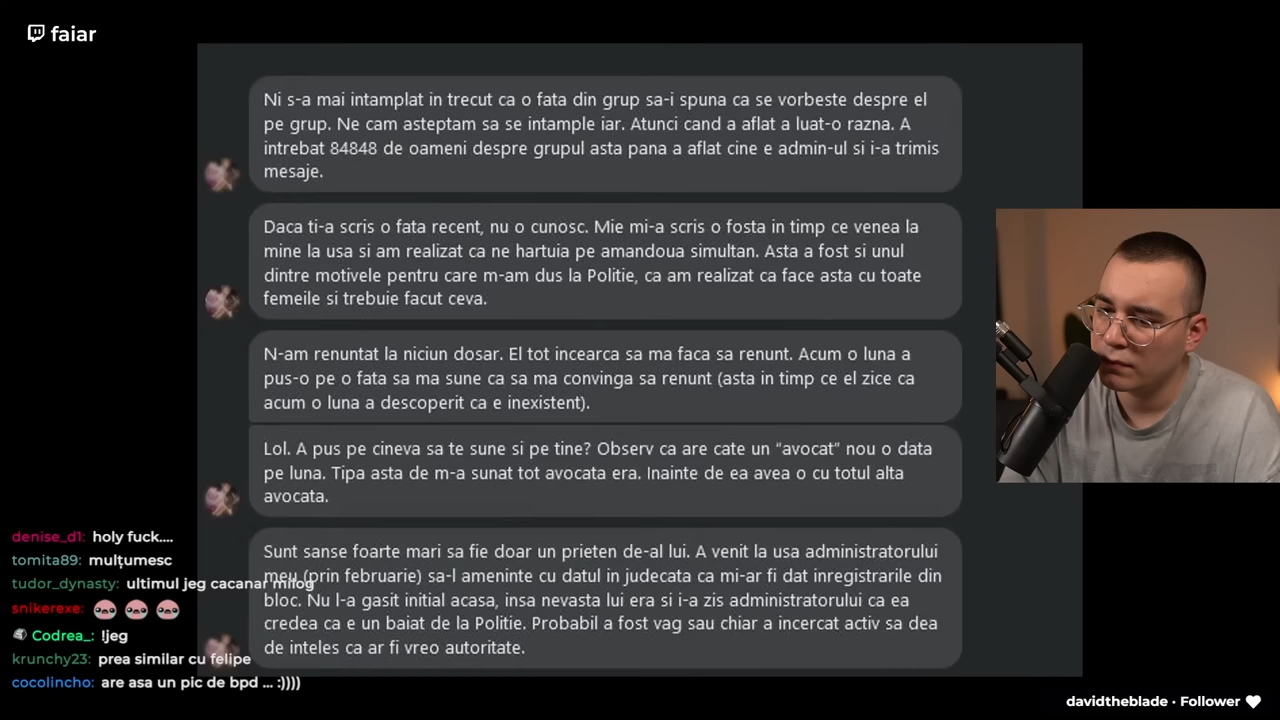 faiar
Ni s-a mai intamplat in trecut ca o fata din grup sa-i spuna ca se vorbeste despre el
pe grup. Ne cam asteptam sa se intample iar. Atunci cand a aflat a luat-o razna. A
intrebat 84848 de oameni despre grupul asta pana a aflat cine e admin-ul si i-a trimis
mesaje.
Daca ti-a scris o fata recent, nu o cunosc. Mie mi-a scris o fosta in timp ce venea la
mine la usa si am realizat ca ne hartuia pe amandoua simultan. Asta a fost si unul
dintre motivele pentru care m-am dus la Politie, ca am realizat ca face asta cu toate
femeile si trebuie facut ceva.
N-am renuntat la niciun dosar. El tot incearca sa ma faca sa renunt. Acum o luna a
pus-o pe o fata sa ma sune ca sa ma convinga sa renunt (asta in timp ce el zice ca
acum o luna a descoperit ca e inexistent).
Lol. A pus pe cineva sa te sune si pe tine? Observ ca are cate un “avocat” nou o data
pe luna. Tipa asta de m-a sunat tot avocata era. Inainte de ea avea o cu totul alta
avocata.
Sunt sanse foarte mari sa fie doar un prieten de-al lui. A venit la usa administratorului
meu (prin februarie) sa-l ameninte cu datul in judecata ca mi-ar fi dat inregistrarile din
bloc. Nu l-a gasit initial acasa, insa nevasta lui era si i-a zis administratorului ca ea
credea ca e un baiat de la Politie. Probabil a fost vag sau chiar a incercat activ sa dea
de inteles ca ar fi vreo autoritate.
denise_d1: holy fuck....
tomita89: mulțumesc
tudor_dynasty: ultimul jeg cacanar milog
snikerexe:
Codrea_: !jeg
krunchy23: prea similar cu felipe
cocolincho: are asa un pic de bpd ... :))))
davidtheblade · Follower